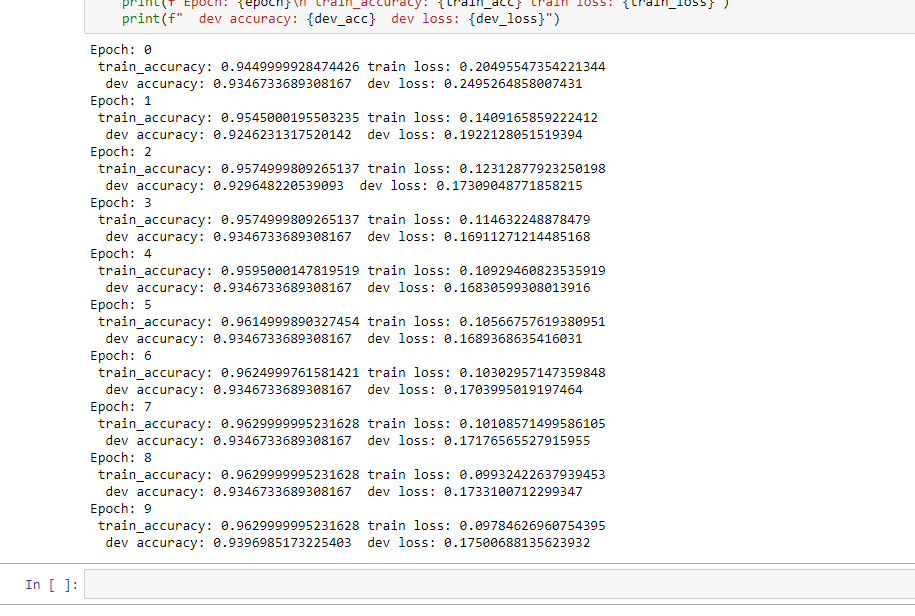 print(f"Epoch: {epoch}\n train_accuracy: {train_acc} train loss: {train_loss}")
print(f"  dev accuracy: {dev_acc}  dev loss: {dev_loss}")
Epoch: 0
train_accuracy: 0.9449999928474426 train loss: 0.20495547354221344
dev accuracy: 0.9346733689308167  dev loss: 0.2495264858007431
Epoch: 1
train_accuracy: 0.9545000195503235 train loss: 0.1409165859222412
dev accuracy: 0.9246231317520142  dev loss: 0.1922128051519394
Epoch: 2
train_accuracy: 0.9574999809265137 train loss: 0.12312877923250198
dev accuracy: 0.929648220539093  dev loss: 0.17309048771858215
Epoch: 3
train_accuracy: 0.9574999809265137 train loss: 0.114632248878479
dev accuracy: 0.9346733689308167  dev loss: 0.16911271214485168
Epoch: 4
train_accuracy: 0.9595000147819519 train loss: 0.10929460823535919
dev accuracy: 0.9346733689308167  dev loss: 0.16830599308013916
Epoch: 5
train_accuracy: 0.9614999890327454 train loss: 0.10566757619380951
dev accuracy: 0.9346733689308167  dev loss: 0.1689368635416031
Epoch: 6
train_accuracy: 0.9624999761581421 train loss: 0.10302957147359848
dev accuracy: 0.9346733689308167  dev loss: 0.1703995019197464
Epoch: 7
train_accuracy: 0.9629999995231628 train loss: 0.10108571499586105
dev accuracy: 0.9346733689308167  dev loss: 0.17176565527915955
Epoch: 8
train_accuracy: 0.9629999995231628 train loss: 0.09932422637939453
dev accuracy: 0.9346733689308167  dev loss: 0.1733100712299347
Epoch: 9
train_accuracy: 0.9629999995231628 train loss: 0.09784626960754395
dev accuracy: 0.9396985173225403  dev loss: 0.17500688135623932
In [ ]: